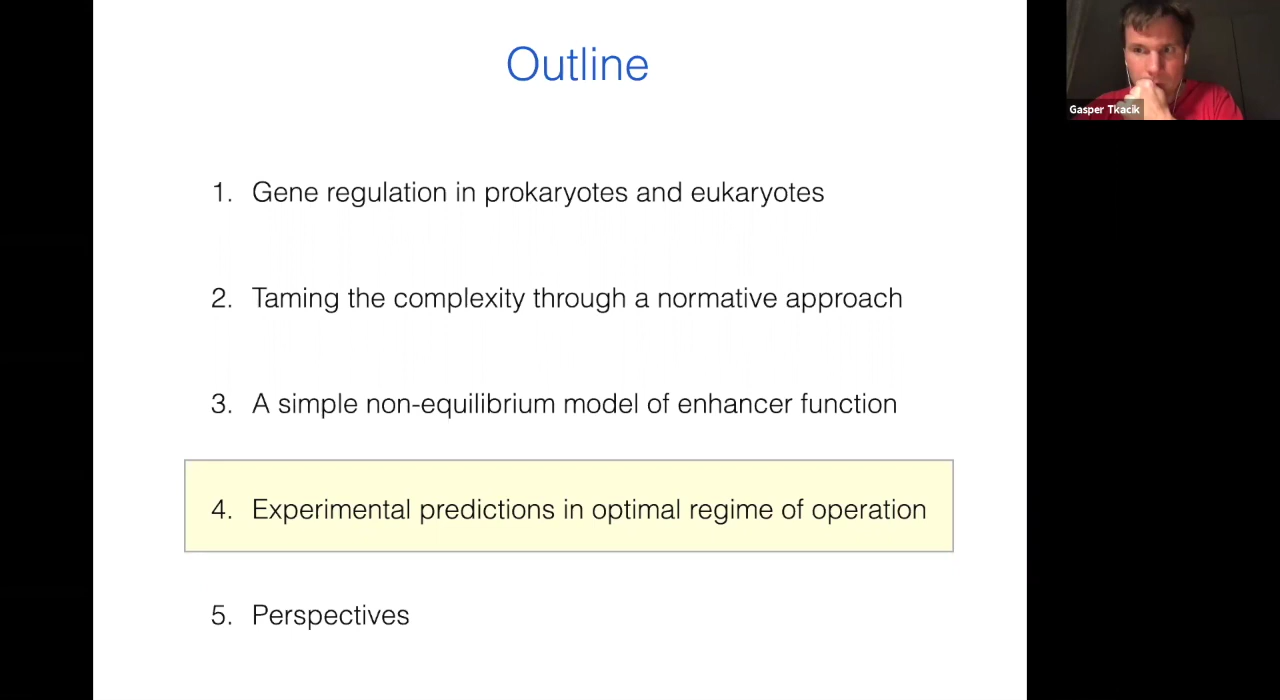 Outline
1. Gene regulation in prokaryotes and eukaryotes
2. Taming the complexity through a normative approach
3. A simple non-equilibrium model of enhancer function
4. Experimental predictions in optimal regime of operation
5. Perspectives
Gasper Tkacik